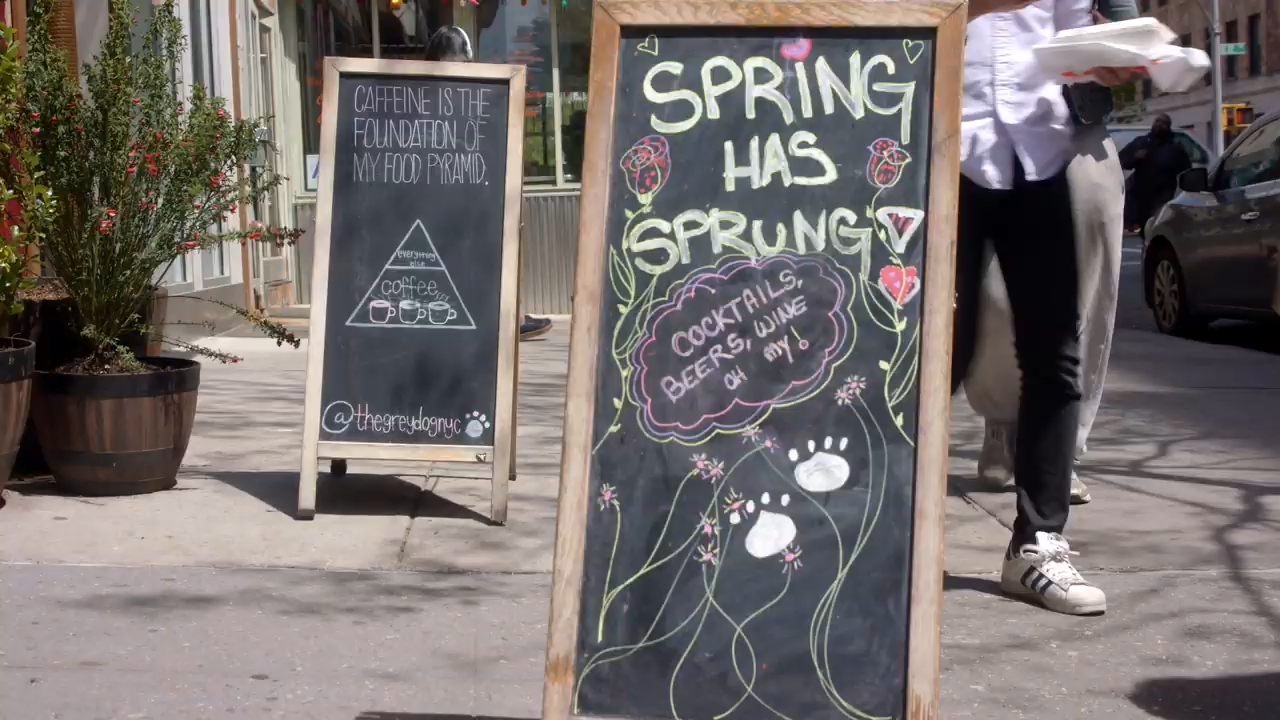 CAFFEINE IS THE
FOUNDATION OF
MY FOOD PYRAMID.
everything
else
coffee
@thegreydognyc
SPRING
HAS
SPRUNG
COCKTAILS,
BEERS, WINE
OH MY!